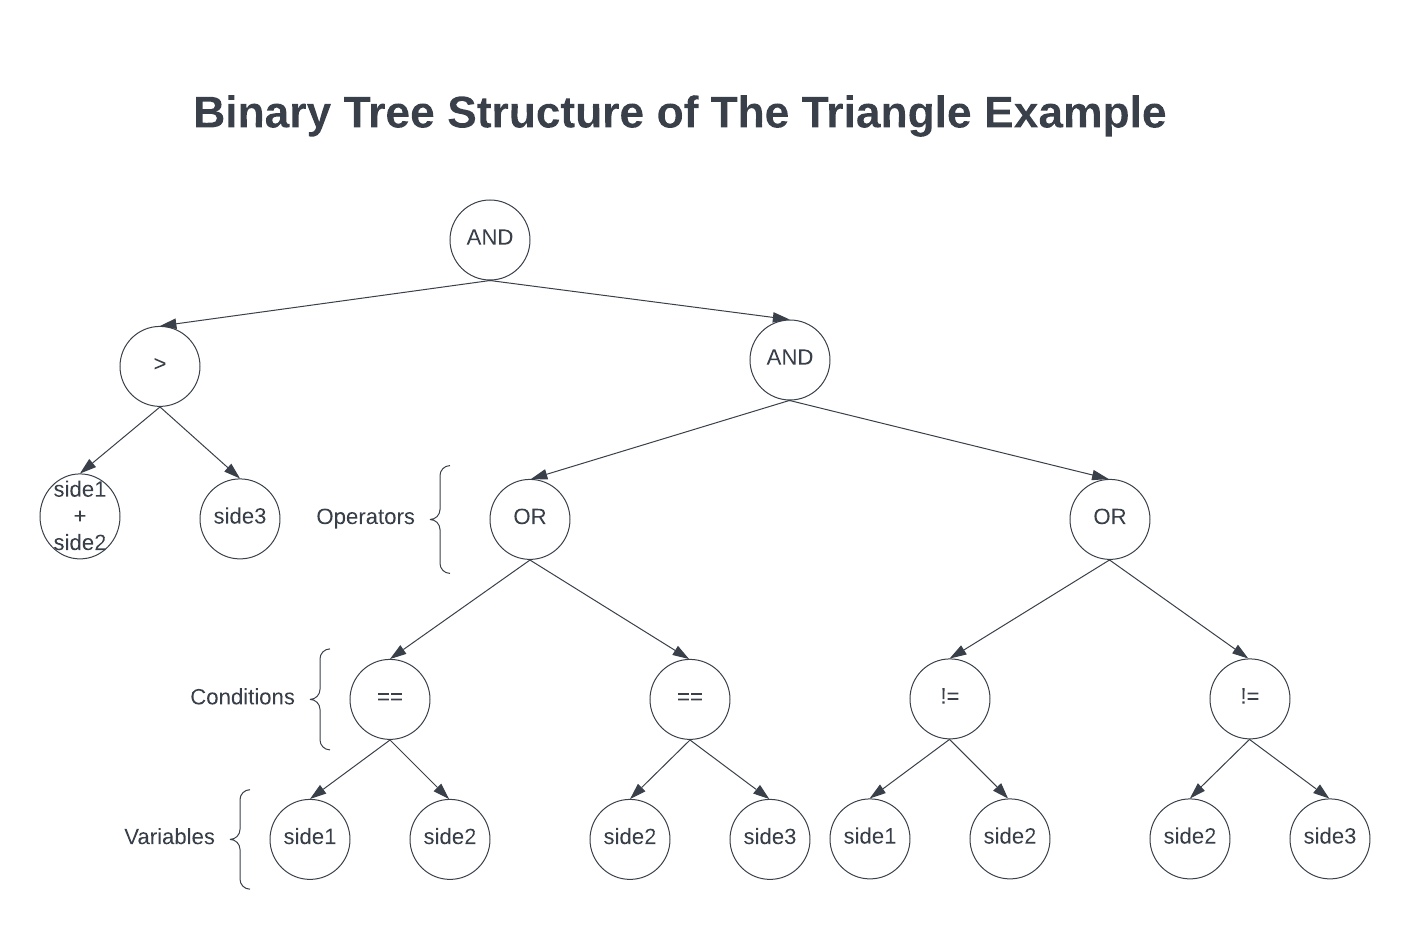 Binary Tree Structure of The Triangle Example
AND
>
AND
side1
+
side2
side3
Operators
OR
OR
Conditions
==
==
!=
!=
Variables
side1
side2
side2
side3
side1
side2
side2
side3